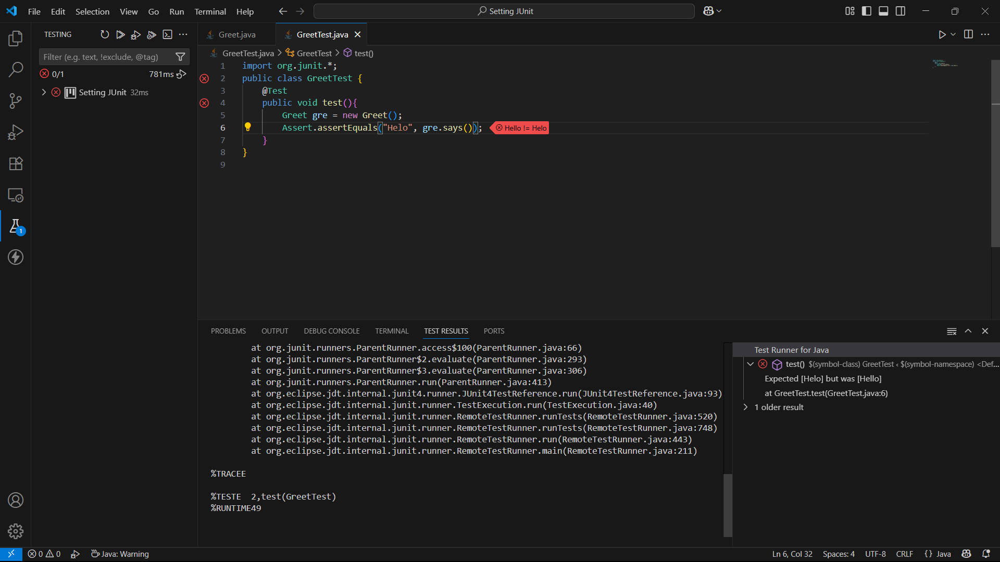 File Edit Selection View Go Run Terminal Help
Setting JUnit
TESTING
Filter (e.g. text, !exclude, @tag)
0/1 781ms
Setting JUnit 32ms
1
Greet.java GreetTest.java
GreetTest.java > GreetTest > test()
1 import org.junit.*;
2 public class GreetTest {
3 @Test
4 public void test(){
5 Greet gre = new Greet();
6 Assert.assertEquals("Helo", gre.says()); Hello != Helo
7 }
8 }
9
PROBLEMS OUTPUT DEBUG CONSOLE TERMINAL TEST RESULTS PORTS
at org.junit.runners.ParentRunner.access$100(ParentRunner.java:66)
at org.junit.runners.ParentRunner$2.evaluate(ParentRunner.java:293)
at org.junit.runners.ParentRunner$3.evaluate(ParentRunner.java:306)
at org.junit.runners.ParentRunner.run(ParentRunner.java:413)
at org.eclipse.jdt.internal.junit4.runner.JUnit4TestReference.run(JUnit4TestReference.java:93)
at org.eclipse.jdt.internal.junit.runner.TestExecution.run(TestExecution.java:40)
at org.eclipse.jdt.internal.junit.runner.RemoteTestRunner.runTests(RemoteTestRunner.java:520)
at org.eclipse.jdt.internal.junit.runner.RemoteTestRunner.runTests(RemoteTestRunner.java:748)
at org.eclipse.jdt.internal.junit.runner.RemoteTestRunner.run(RemoteTestRunner.java:443)
at org.eclipse.jdt.internal.junit.runner.RemoteTestRunner.main(RemoteTestRunner.java:211)
%TRACEE
%TESTE 2,test(GreetTest)
%RUNTIME49
Test Runner for Java
test() $(symbol-class) GreetTest ‹ $(symbol-namespace) <Def...
Expected [Helo] but was [Hello]
at GreetTest.test(GreetTest.java:6)
1 older result
0 0 Java: Warning Ln 6, Col 32 Spaces: 4 UTF-8 CRLF {} Java